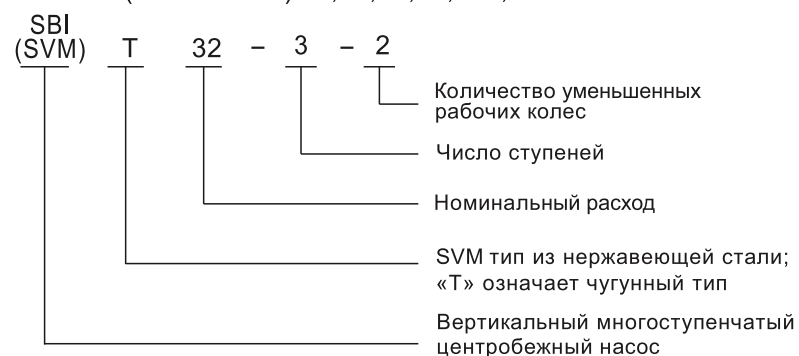 SBI
(SVM) T 32 - 3 - 2
Количество уменьшенных
рабочих колес
Число ступеней
Номинальный расход
SVM тип из нержавеющей стали;
«Т» означает чугунный тип
Вертикальный многоступенчатый
центробежный насос